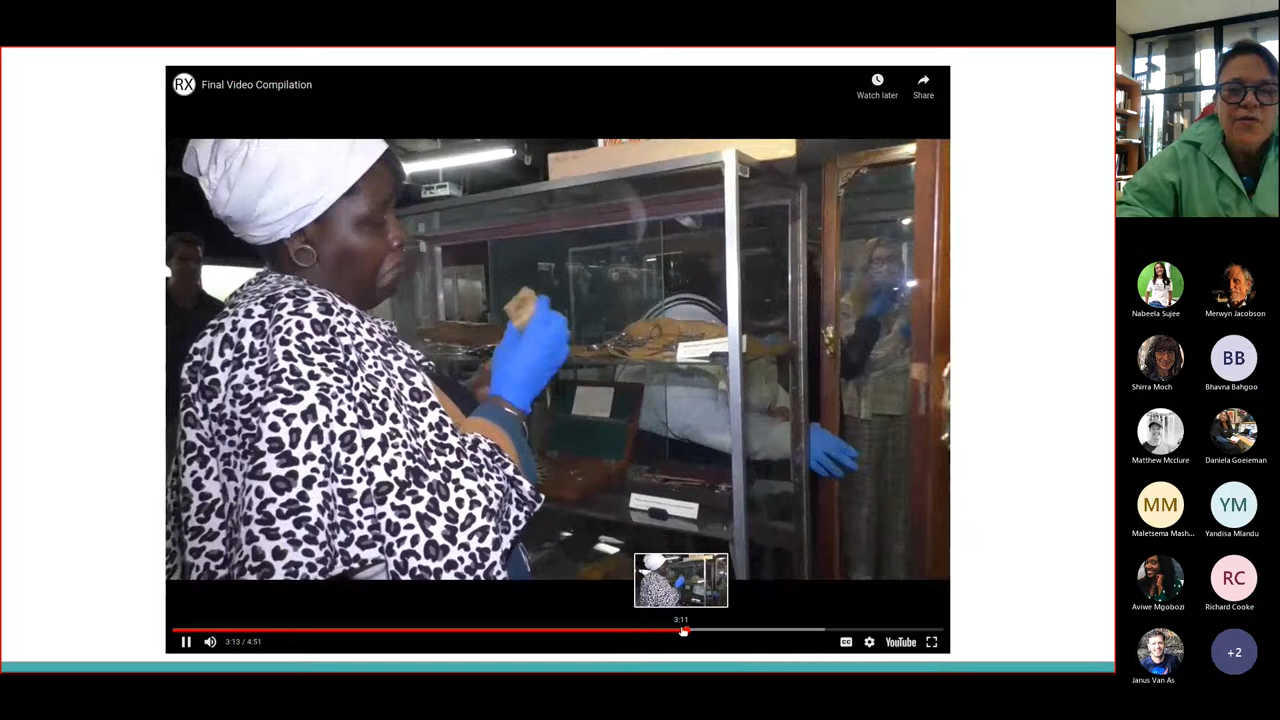 RX Final Video Compilation
Watch later
Share
3:11
3:13 / 4:51
CC
YouTube
Nabeela Sujee
Merwyn Jacobson
Shirra Moch
BB
Bhavna Bahgoo
Matthew Mcclure
Daniela Goeieman
MM
Maletsema Mash...
YM
Yandisa Mlandu
Aviwe Mgobozi
RC
Richard Cooke
Janus Van As
+2